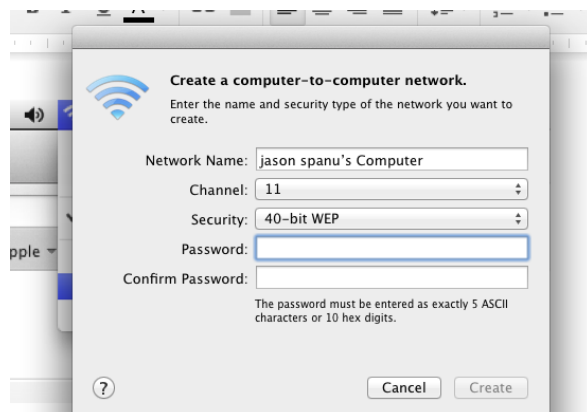 Create a computer-to-computer network.
Enter the name and security type of the network you want to
create.
Network Name: jason spanu's Computer
Channel: 11
Security: 40-bit WEP
Password:
pple
Confirm Password:
The password must be entered as exactly 5 ASCII
characters or 10 hex digits.
? Cancel Create